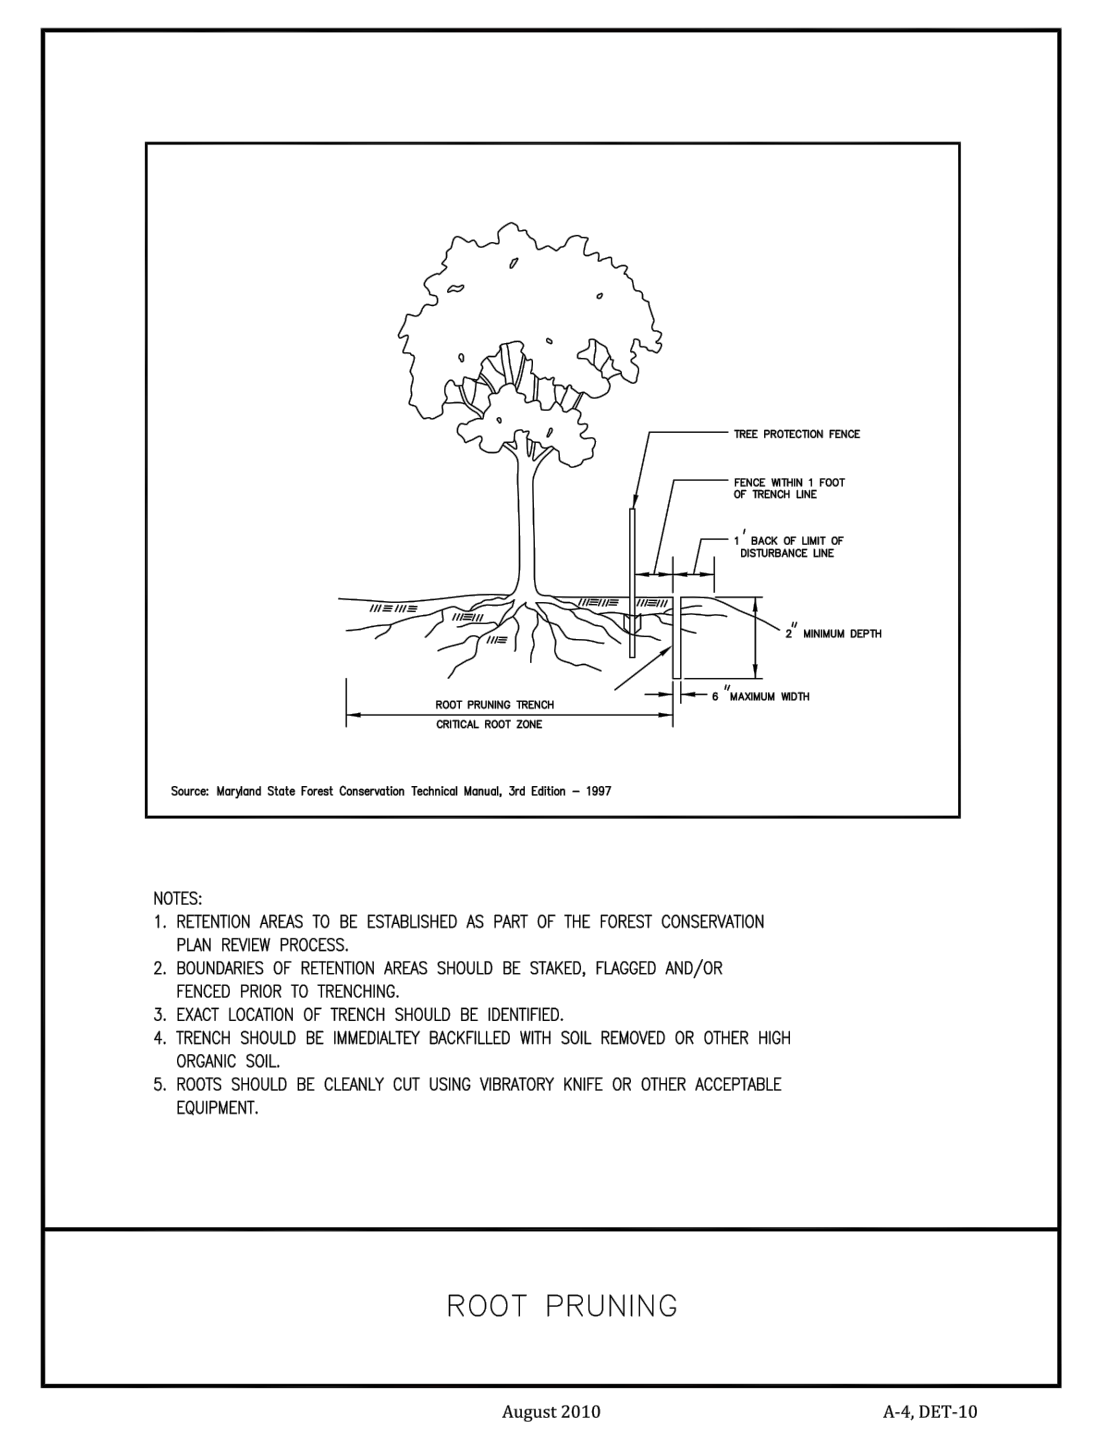 TREE PROTECTION FENCE
FENCE WITHIN 1 FOOT
OF TRENCH LINE
1' BACK OF LIMIT OF
DISTURBANCE LINE
2" MINIMUM DEPTH
6" MAXIMUM WIDTH
ROOT PRUNING TRENCH
CRITICAL ROOT ZONE
Source: Maryland State Forest Conservation Technical Manual, 3rd Edition – 1997
NOTES:
1. RETENTION AREAS TO BE ESTABLISHED AS PART OF THE FOREST CONSERVATION
PLAN REVIEW PROCESS.
2. BOUNDARIES OF RETENTION AREAS SHOULD BE STAKED, FLAGGED AND/OR
FENCED PRIOR TO TRENCHING.
3. EXACT LOCATION OF TRENCH SHOULD BE IDENTIFIED.
4. TRENCH SHOULD BE IMMEDIALTEY BACKFILLED WITH SOIL REMOVED OR OTHER HIGH
ORGANIC SOIL.
5. ROOTS SHOULD BE CLEANLY CUT USING VIBRATORY KNIFE OR OTHER ACCEPTABLE
EQUIPMENT.
ROOT PRUNING
August 2010 A-4, DET-10